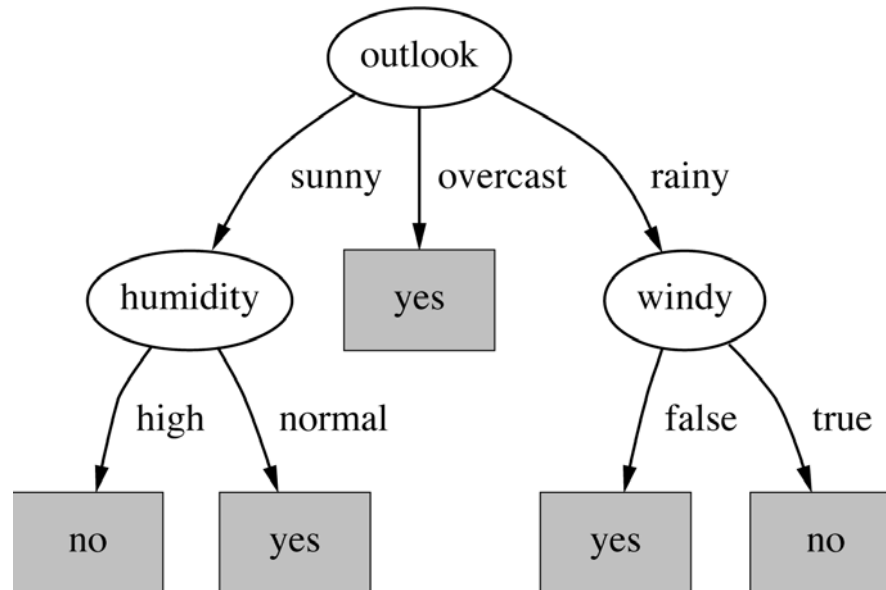 outlook
sunny overcast rainy
humidity yes windy
high normal false true
no yes yes no